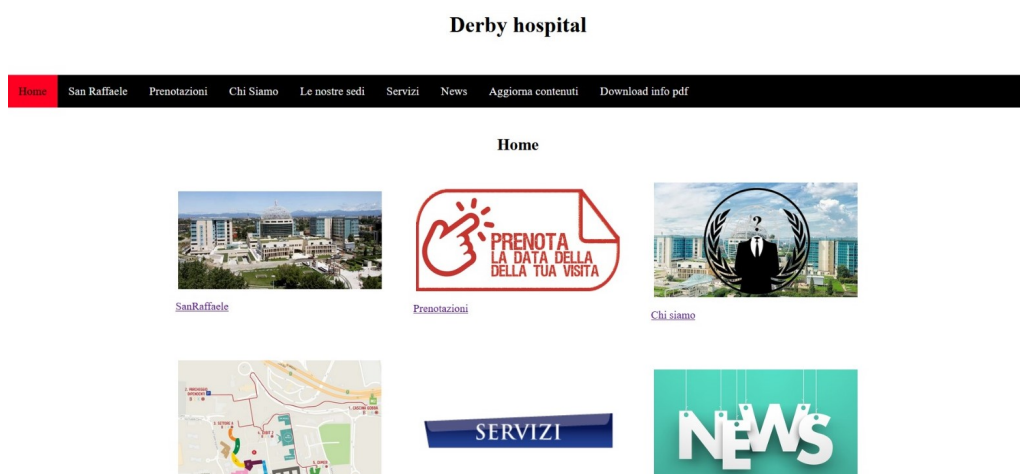 Derby hospital
Home San Raffaele Prenotazioni Chi Siamo Le nostre sedi Servizi News Aggiorna contenuti Download info pdf
Home
PRENOTA
LA DATA DELLA
DELLA TUA VISITA
?
SanRaffaele
Prenotazioni
Chi siamo
SERVIZI
NEWS